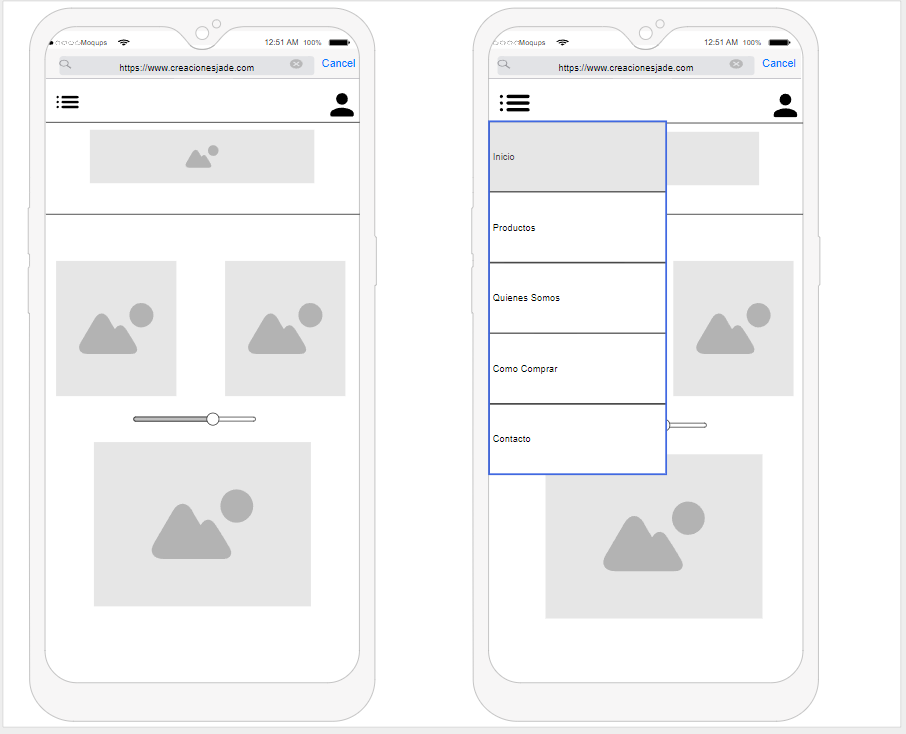 Moqups 12:51 AM 100%
https://www.creacionesjade.com Cancel
Moqups 12:51 AM 100%
https://www.creacionesjade.com Cancel
Inicio
Productos
Quienes Somos
Como Comprar
Contacto